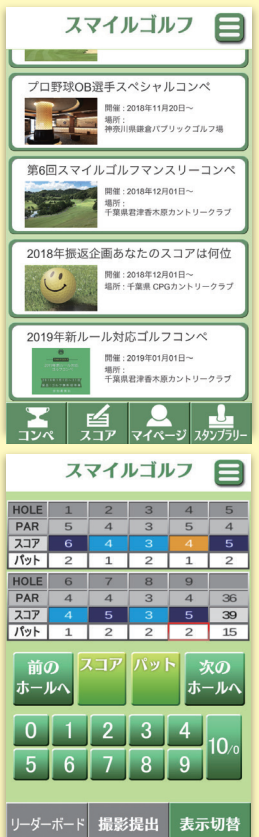 スマイルゴルフ
プロ野球OB選手スペシャルコンペ
開催 : 2018年11月20日～
場所 :
神奈川県鎌倉パブリックゴルフ場
第6回スマイルゴルフマンスリーコンペ
開催 : 2018年12月01日～
場所 :
千葉県君津香木原カントリークラブ
2018年振返企画あなたのスコアは何位
開催 : 2018年12月01日～
場所 : 千葉県 CPGカントリークラブ
2019年新ルール対応ゴルフコンペ
開催 : 2019年01月01日～
場所 :
千葉県君津香木原カントリークラブ
コンペ スコア マイページ スタンプラリー
スマイルゴルフ
HOLE 1 2 3 4 5
PAR 5 4 3 5 4
スコア 6 4 3 4 5
パット 2 1 2 1 2
HOLE 6 7 8 9
PAR 4 4 3 4 36
スコア 4 5 3 5 39
パット 1 2 2 2 15
前の
ホールへ
スコア パット
次の
ホールへ
0 1 2 3 4
5 6 7 8 9
10/0
リーダーボード 撮影提出 表示切替